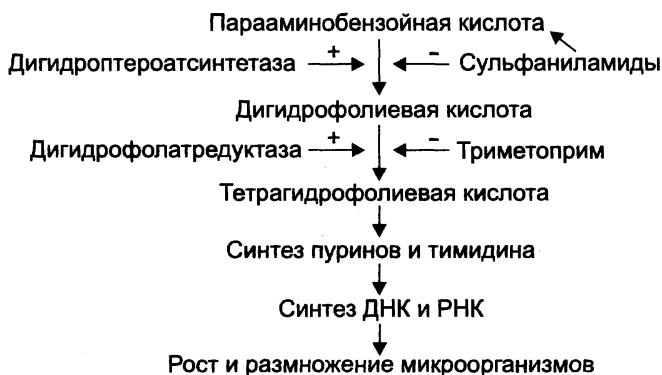 Парааминобензойная кислота
Дигидроптероатсинтетаза + − Сульфаниламиды
Дигидрофолиевая кислота
Дигидрофолатредуктаза + − Триметоприм
Тетрагидрофолиевая кислота
Синтез пуринов и тимидина
Синтез ДНК и РНК
Рост и размножение микроорганизмов